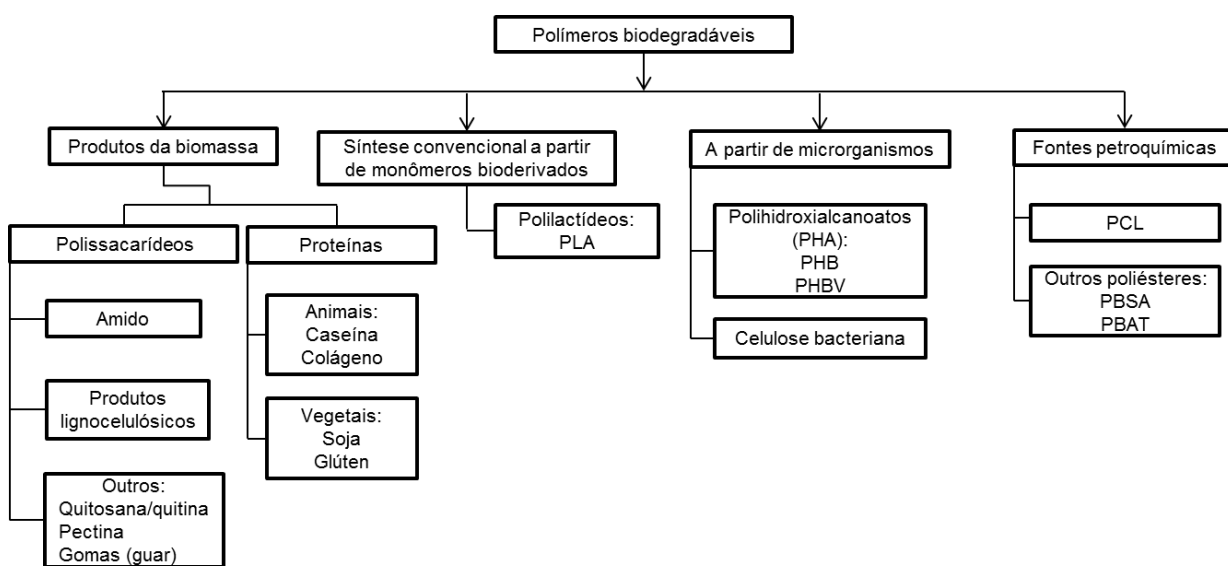 Polímeros biodegradáveis
Produtos da biomassa
Síntese convencional a partir
de monômeros bioderivados
A partir de microrganismos
Fontes petroquímicas
Polissacarídeos
Proteínas
Polilactídeos:
PLA
Polihidroxialcanoatos
(PHA):
PHB
PHBV
PCL
Amido
Animais:
Caseína
Colágeno
Celulose bacteriana
Outros poliésteres:
PBSA
PBAT
Produtos
lignocelulósicos
Vegetais:
Soja
Glúten
Outros:
Quitosana/quitina
Pectina
Gomas (guar)